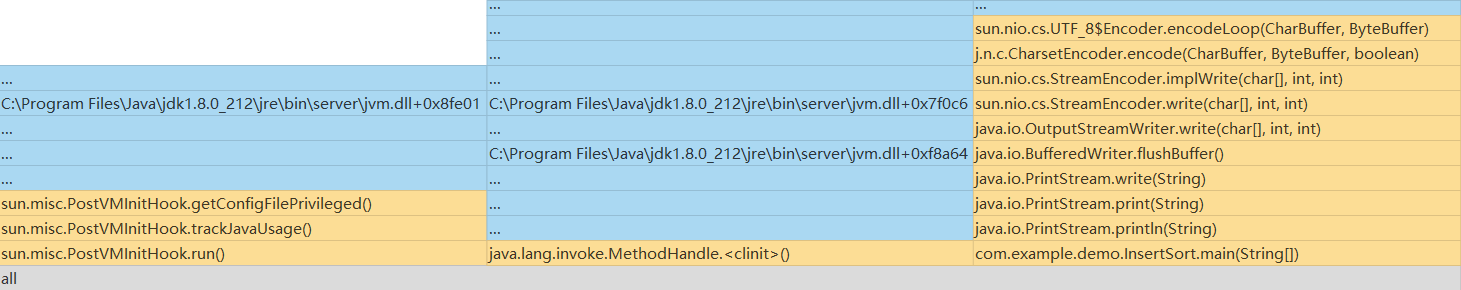 ... ...
... sun.nio.cs.UTF_8$Encoder.encodeLoop(CharBuffer, ByteBuffer)
... j.n.c.CharsetEncoder.encode(CharBuffer, ByteBuffer, boolean)
... ... sun.nio.cs.StreamEncoder.implWrite(char[], int, int)
C:\Program Files\Java\jdk1.8.0_212\jre\bin\server\jvm.dll+0x8fe01 C:\Program Files\Java\jdk1.8.0_212\jre\bin\server\jvm.dll+0x7f0c6 sun.nio.cs.StreamEncoder.write(char[], int, int)
... ... java.io.OutputStreamWriter.write(char[], int, int)
... C:\Program Files\Java\jdk1.8.0_212\jre\bin\server\jvm.dll+0xf8a64 java.io.BufferedWriter.flushBuffer()
... ... java.io.PrintStream.write(String)
sun.misc.PostVMInitHook.getConfigFilePrivileged() ... java.io.PrintStream.print(String)
sun.misc.PostVMInitHook.trackJavaUsage() ... java.io.PrintStream.println(String)
sun.misc.PostVMInitHook.run() java.lang.invoke.MethodHandle.<clinit>() com.example.demo.InsertSort.main(String[])
all